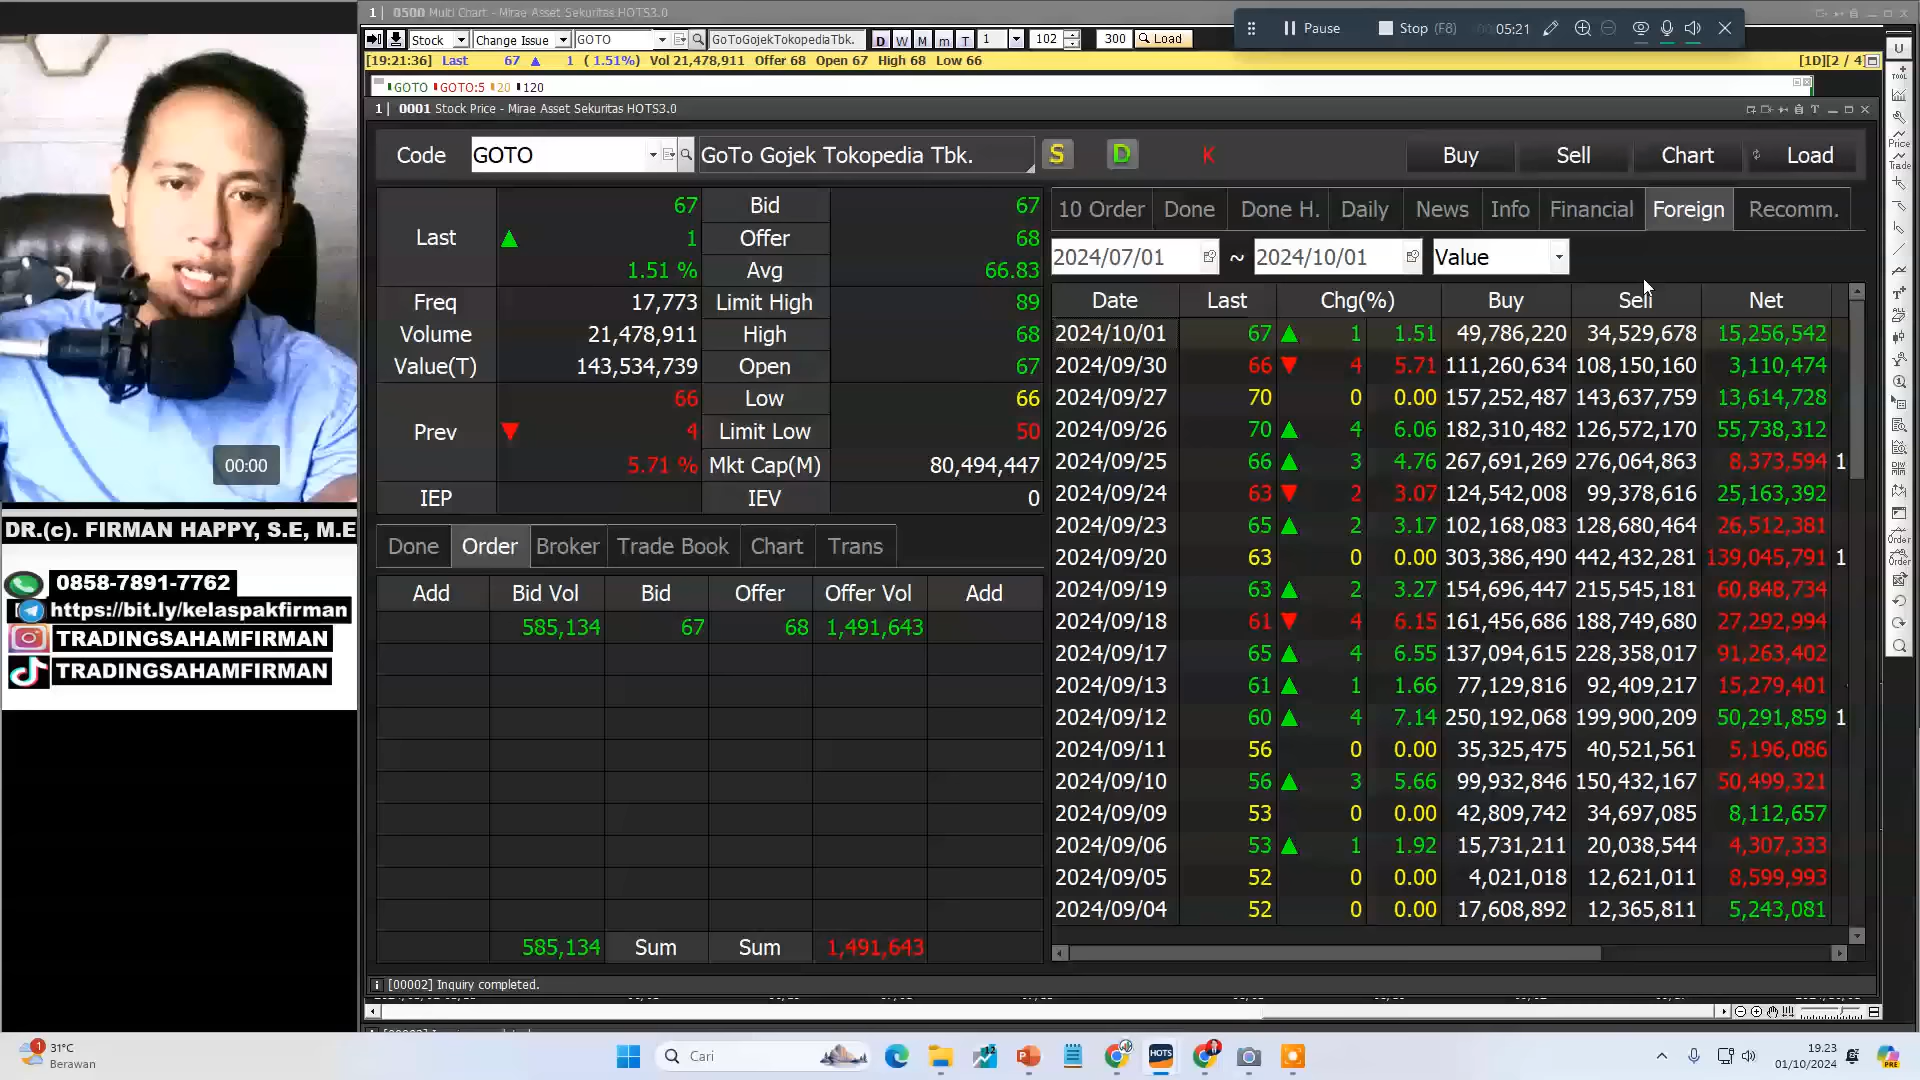 1 0500 Multi Chart - Mirae Asset Sekuritas HOTS3.0
Pause Stop (F8) 00:05:21
Stock Change Issue GOTO GoToGojekTokopediaTbk. D W M m T 1 102 300 Load
[19:21:36] Last 67 ▲ 1 ( 1.51%) Vol 21,478,911 Offer 68 Open 67 High 68 Low 66 [1D][2 / 4]
GOTO GOTO:5 20 120
1 0001 Stock Price - Mirae Asset Sekuritas HOTS3.0
Code GOTO GoTo Gojek Tokopedia Tbk. S D K Buy Sell Chart Load
Last 67 Bid 67
▲ 1 Offer 68
1.51 % Avg 66.83
Freq 17,773 Limit High 89
Volume 21,478,911 High 68
Value(T) 143,534,739 Open 67
Prev 66 Low 66
▼ 4 Limit Low 50
5.71 % Mkt Cap(M) 80,494,447
IEP IEV 0
Done Order Broker Trade Book Chart Trans
Add Bid Vol Bid Offer Offer Vol Add
585,134 67 68 1,491,643
585,134 Sum Sum 1,491,643
10 Order Done Done H. Daily News Info Financial Foreign Recomm.
2024/07/01 ~ 2024/10/01 Value
Date Last Chg(%) Buy Sell Net
2024/10/01 67 ▲ 1 1.51 49,786,220 34,529,678 15,256,542
2024/09/30 66 ▼ 4 5.71 111,260,634 108,150,160 3,110,474
2024/09/27 70 0 0.00 157,252,487 143,637,759 13,614,728
2024/09/26 70 ▲ 4 6.06 182,310,482 126,572,170 55,738,312
2024/09/25 66 ▲ 3 4.76 267,691,269 276,064,863 8,373,594 1
2024/09/24 63 ▼ 2 3.07 124,542,008 99,378,616 25,163,392
2024/09/23 65 ▲ 2 3.17 102,168,083 128,680,464 26,512,381
2024/09/20 63 0 0.00 303,386,490 442,432,281 139,045,791 1
2024/09/19 63 ▲ 2 3.27 154,696,447 215,545,181 60,848,734
2024/09/18 61 ▼ 4 6.15 161,456,686 188,749,680 27,292,994
2024/09/17 65 ▲ 4 6.55 137,094,615 228,358,017 91,263,402
2024/09/13 61 ▲ 1 1.66 77,129,816 92,409,217 15,279,401
2024/09/12 60 ▲ 4 7.14 250,192,068 199,900,209 50,291,859 1
2024/09/11 56 0 0.00 35,325,475 40,521,561 5,196,086
2024/09/10 56 ▲ 3 5.66 99,932,846 150,432,167 50,499,321
2024/09/09 53 0 0.00 42,809,742 34,697,085 8,112,657
2024/09/06 53 ▲ 1 1.92 15,731,211 20,038,544 4,307,333
2024/09/05 52 0 0.00 4,021,018 12,621,011 8,599,993
2024/09/04 52 0 0.00 17,608,892 12,365,811 5,243,081
[00002] Inquiry completed.
00:00
DR.(c). FIRMAN HAPPY, S.E, M.E
0858-7891-7762
https://bit.ly/kelaspakfirman
TRADINGSAHAMFIRMAN
TRADINGSAHAMFIRMAN
U
TOOL
Price
Trade
ALL
Order
Order
1
31°C
Berawan
Cari
HOTS
19.23
01/10/2024
PRE